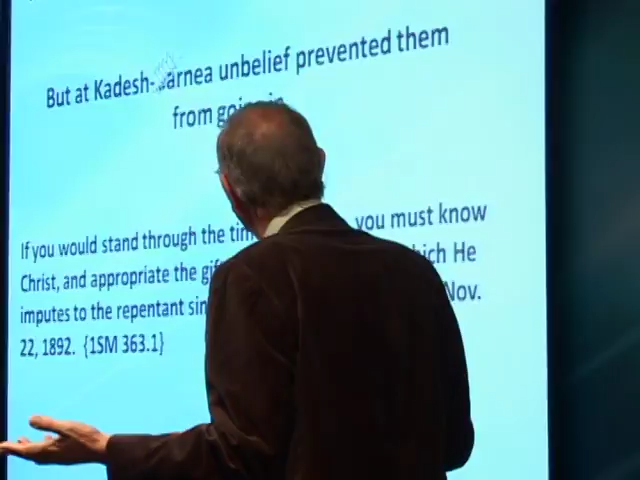 But at Kadesh- arnea unbelief prevented them
from going in
If you would stand through the tim you must know
Christ, and appropriate the gif hich He
imputes to the repentant sin Nov.
22, 1892. {1SM 363.1}